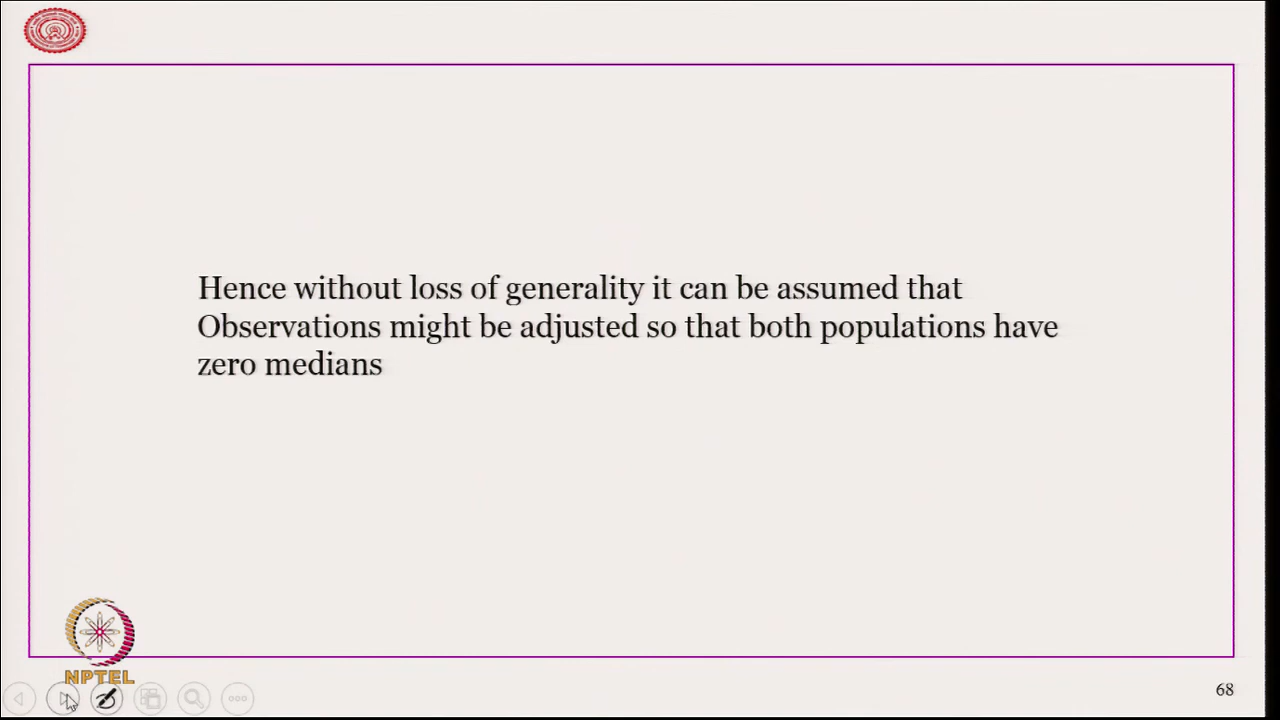 Hence without loss of generality it can be assumed that
Observations might be adjusted so that both populations have
zero medians
NPTEL
68